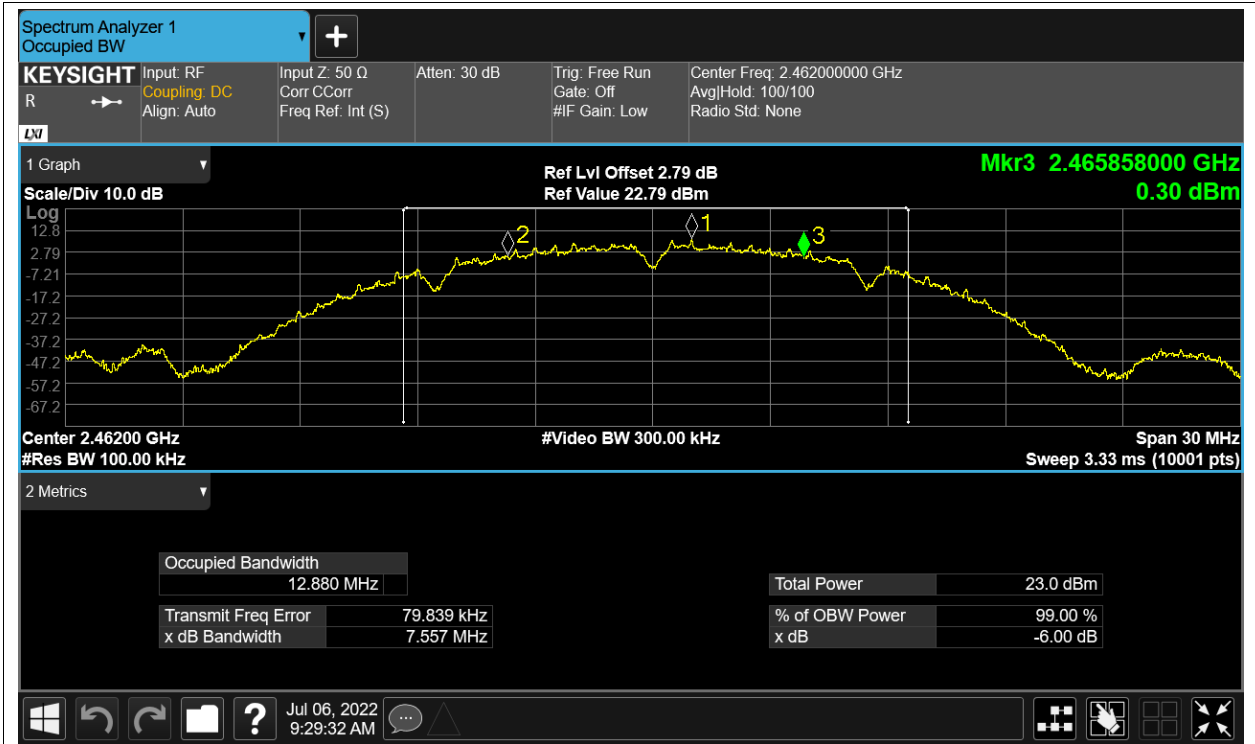 Spectrum Analyzer 1
Occupied BW
KEYSIGHT
R
LXI
Input: RF
Coupling: DC
Align: Auto
Input Z: 50 Ω
Corr CCorr
Freq Ref: Int (S)
Atten: 30 dB
Trig: Free Run
Gate: Off
#IF Gain: Low
Center Freq: 2.462000000 GHz
Avg|Hold: 100/100
Radio Std: None
1 Graph
Scale/Div 10.0 dB
Ref Lvl Offset 2.79 dB
Ref Value 22.79 dBm
Mkr3 2.465858000 GHz
0.30 dBm
Log
12.8
2.79
-7.21
-17.2
-27.2
-37.2
-47.2
-57.2
-67.2
2
1
3
Center 2.46200 GHz
#Res BW 100.00 kHz
#Video BW 300.00 kHz
Span 30 MHz
Sweep 3.33 ms (10001 pts)
2 Metrics
Occupied Bandwidth
12.880 MHz
Transmit Freq Error 79.839 kHz
x dB Bandwidth 7.557 MHz
Total Power 23.0 dBm
% of OBW Power 99.00 %
x dB -6.00 dB
?
Jul 06, 2022
9:29:32 AM